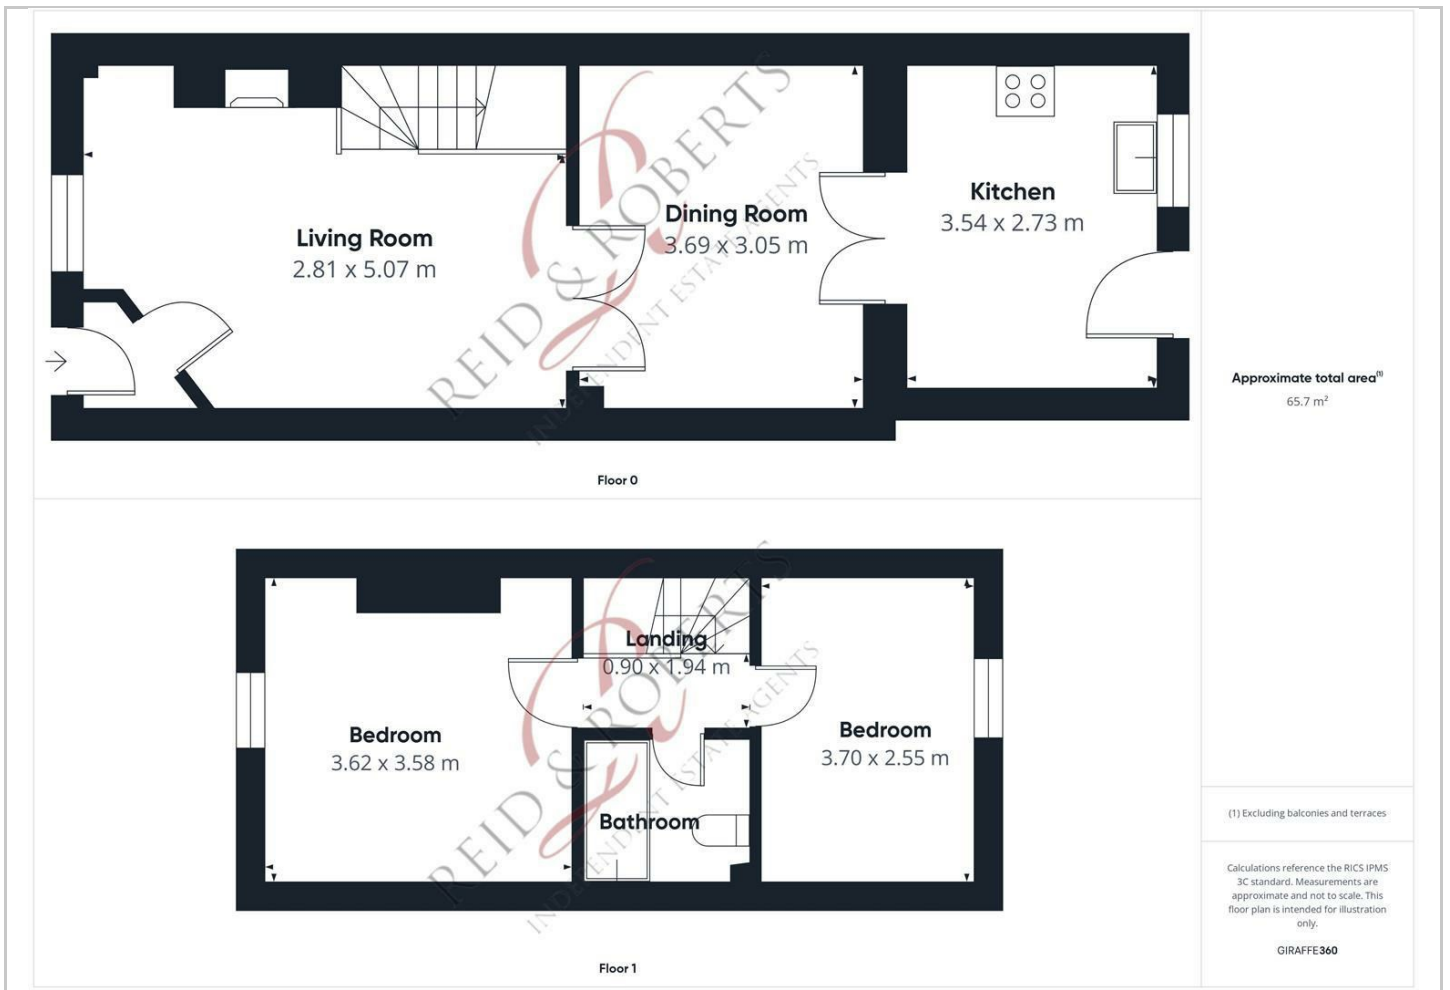 Living Room
2.81 x 5.07 m
Dining Room
3.69 x 3.05 m
Kitchen
3.54 x 2.73 m
REID & ROBERTS
INDEPENDENT ESTATE AGENTS
Floor 0
Landing
0.90 x 1.94 m
Bedroom
3.62 x 3.58 m
Bedroom
3.70 x 2.55 m
Bathroom
REID & ROBERTS
INDEPENDENT ESTATE AGENTS
Floor 1
Approximate total area(1)
65.7 m²
(1) Excluding balconies and terraces
Calculations reference the RICS IPMS
3C standard. Measurements are
approximate and not to scale. This
floor plan is intended for illustration
only.
GIRAFFE360